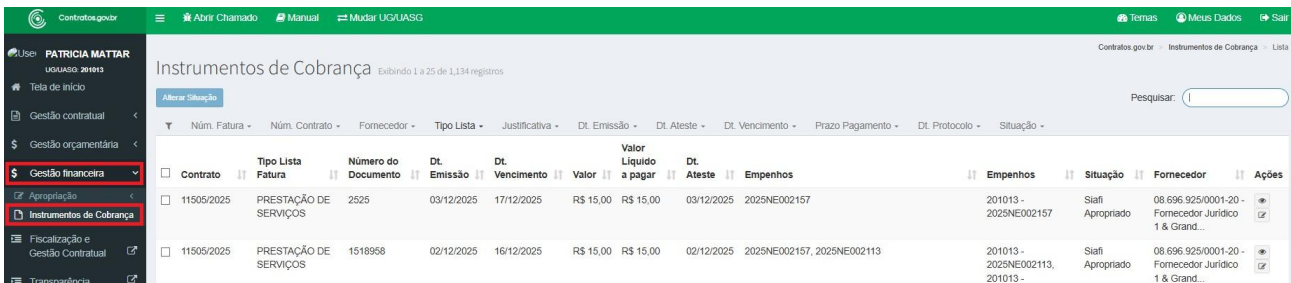 Contratos.gov.br
Abrir Chamado Manual Mudar UG/UASG
Temas Meus Dados Sair
User PATRICIA MATTAR
UG/UASG: 201013
Tela de início
Gestão contratual
Gestão orçamentária
Gestão financeira
Apropriação
Instrumentos de Cobrança
Fiscalização e
Gestão Contratual
Transparência
Contratos.gov.br > Instrumentos de Cobrança > Lista
Instrumentos de Cobrança Exibindo 1 a 25 de 1,134 registros
Alterar Situação
Pesquisar:
Núm. Fatura Núm. Contrato Fornecedor Tipo Lista Justificativa Dt. Emissão Dt. Ateste Dt. Vencimento Prazo Pagamento Dt. Protocolo Situação
Contrato Tipo Lista Fatura Número do Documento Dt. Emissão Dt. Vencimento Valor Valor Líquido a pagar Dt. Ateste Empenhos Empenhos Situação Fornecedor Ações
11505/2025 PRESTAÇÃO DE SERVIÇOS 2525 03/12/2025 17/12/2025 R$ 15,00 R$ 15,00 03/12/2025 2025NE002157 201013 - 2025NE002157 Siafi Apropriado 08.696.925/0001-20 - Fornecedor Jurídico 1 & Grand...
11505/2025 PRESTAÇÃO DE SERVIÇOS 1518958 02/12/2025 16/12/2025 R$ 15,00 R$ 15,00 02/12/2025 2025NE002157, 2025NE002113 201013 - 2025NE002113, 201013 - Siafi Apropriado 08.696.925/0001-20 - Fornecedor Jurídico 1 & Grand...